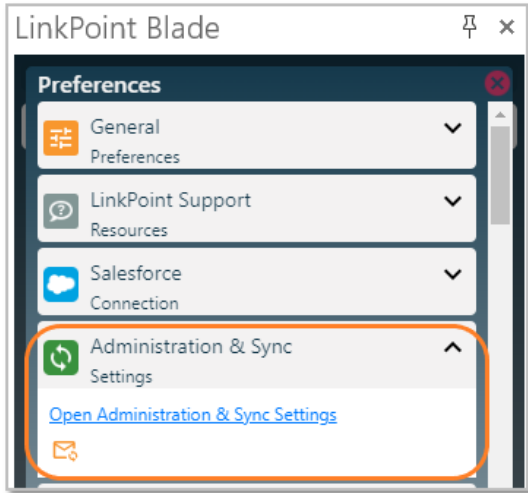 LinkPoint Blade
Preferences
General
Preferences
LinkPoint Support
Resources
Salesforce
Connection
Administration & Sync
Settings
Open Administration & Sync Settings